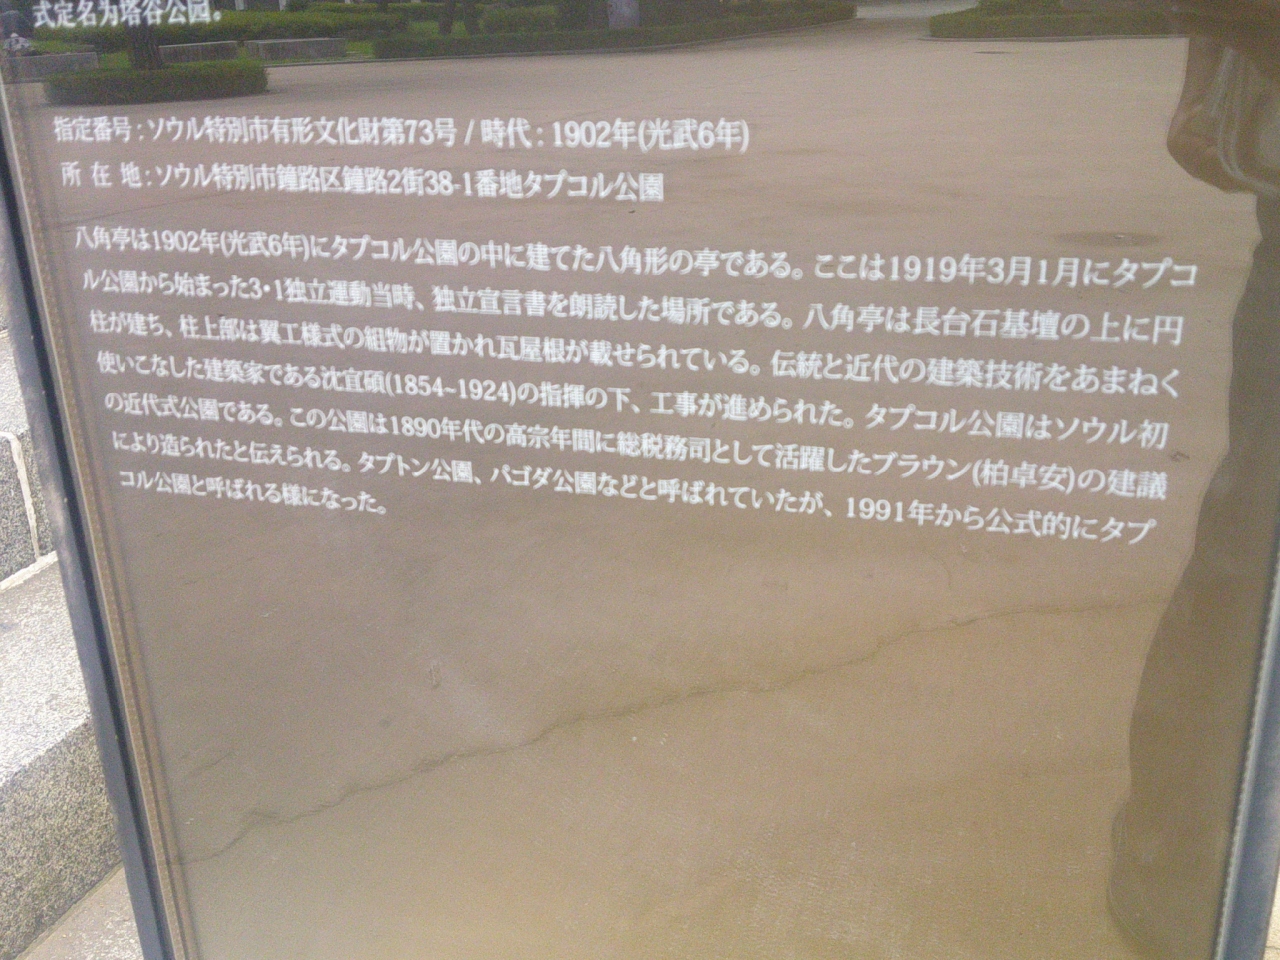 式定名为塔谷公园。
指定番号 : ソウル特別市有形文化財第73号 / 時代 : 1902年(光武6年)
所 在 地 : ソウル特別市鐘路区鐘路2街38-1番地タプコル公園
八角亭は1902年(光武6年)にタプコル公園の中に建てた八角形の亭である。ここは1919年3月1月にタプコ
ル公園から始まった3・1独立運動当時、独立宣言書を朗読した場所である。八角亭は長台石基壇の上に円
柱が建ち、柱上部は翼工様式の組物が置かれ瓦屋根が載せられている。伝統と近代の建築技術をあまねく
使いこなした建築家である沈宜碩(1854~1924)の指揮の下、工事が進められた。タプコル公園はソウル初
の近代式公園である。この公園は1890年代の高宗年間に総税務司として活躍したブラウン(柏卓安)の建議
により造られたと伝えられる。タプトン公園、パゴダ公園などと呼ばれていたが、1991年から公式的にタプ
コル公園と呼ばれる様になった。